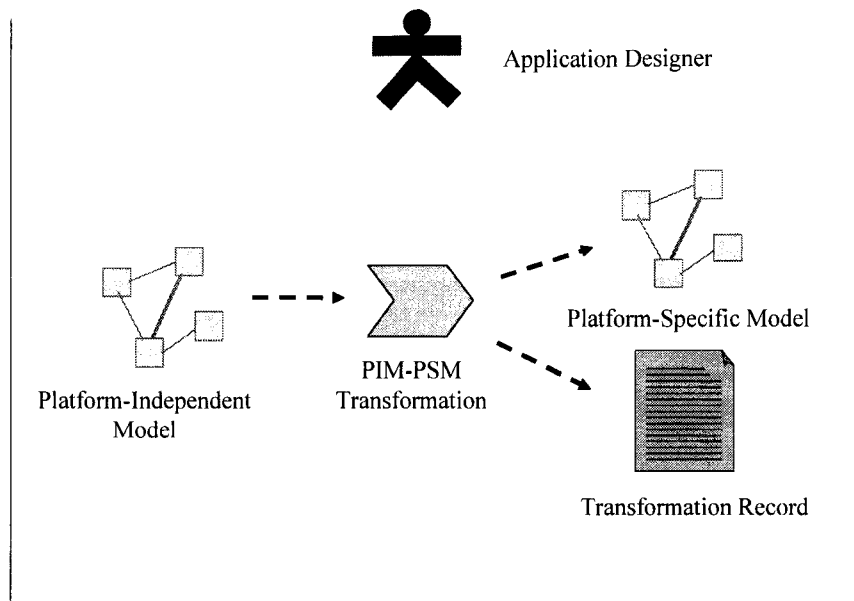 Application Designer
Platform-Specific Model
PIM-PSM
Transformation
Platform-Independent
Model
Transformation Record